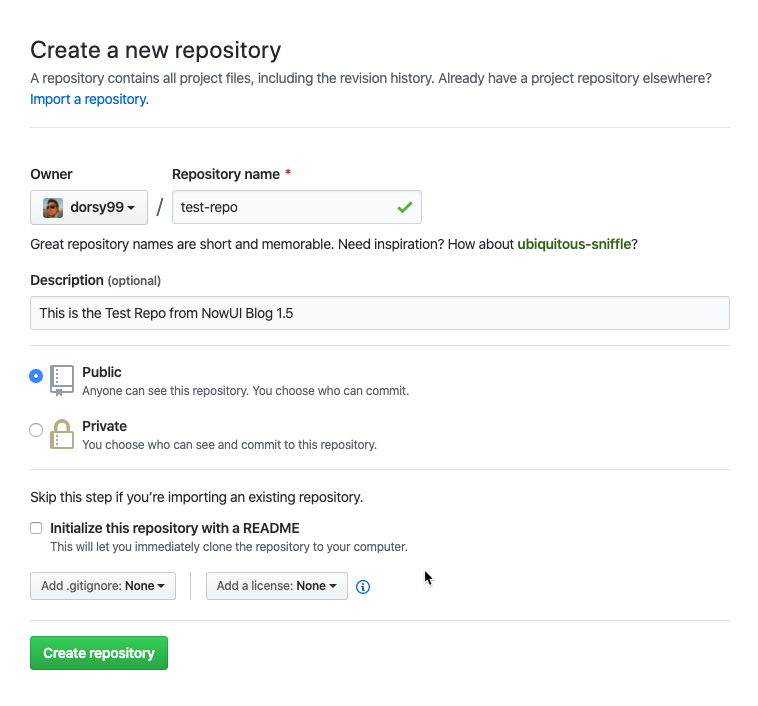 Create a new repository
A repository contains all project files, including the revision history. Already have a project repository elsewhere?
Import a repository.
Owner
Repository name *
dorsy99
/
test-repo
Great repository names are short and memorable. Need inspiration? How about ubiquitous-sniffle?
Description (optional)
This is the Test Repo from NowUI Blog 1.5
Public
Anyone can see this repository. You choose who can commit.
Private
You choose who can see and commit to this repository.
Skip this step if you’re importing an existing repository.
Initialize this repository with a README
This will let you immediately clone the repository to your computer.
Add .gitignore: None
Add a license: None
Create repository